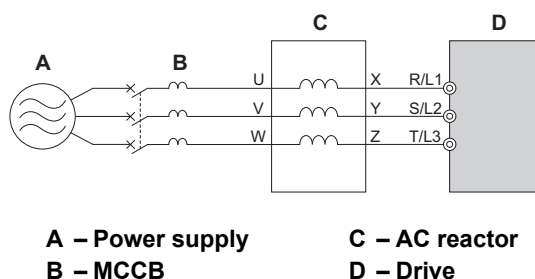 A B C D
U X R/L1
V Y S/L2
W Z T/L3
A – Power supply C – AC reactor
B – MCCB D – Drive